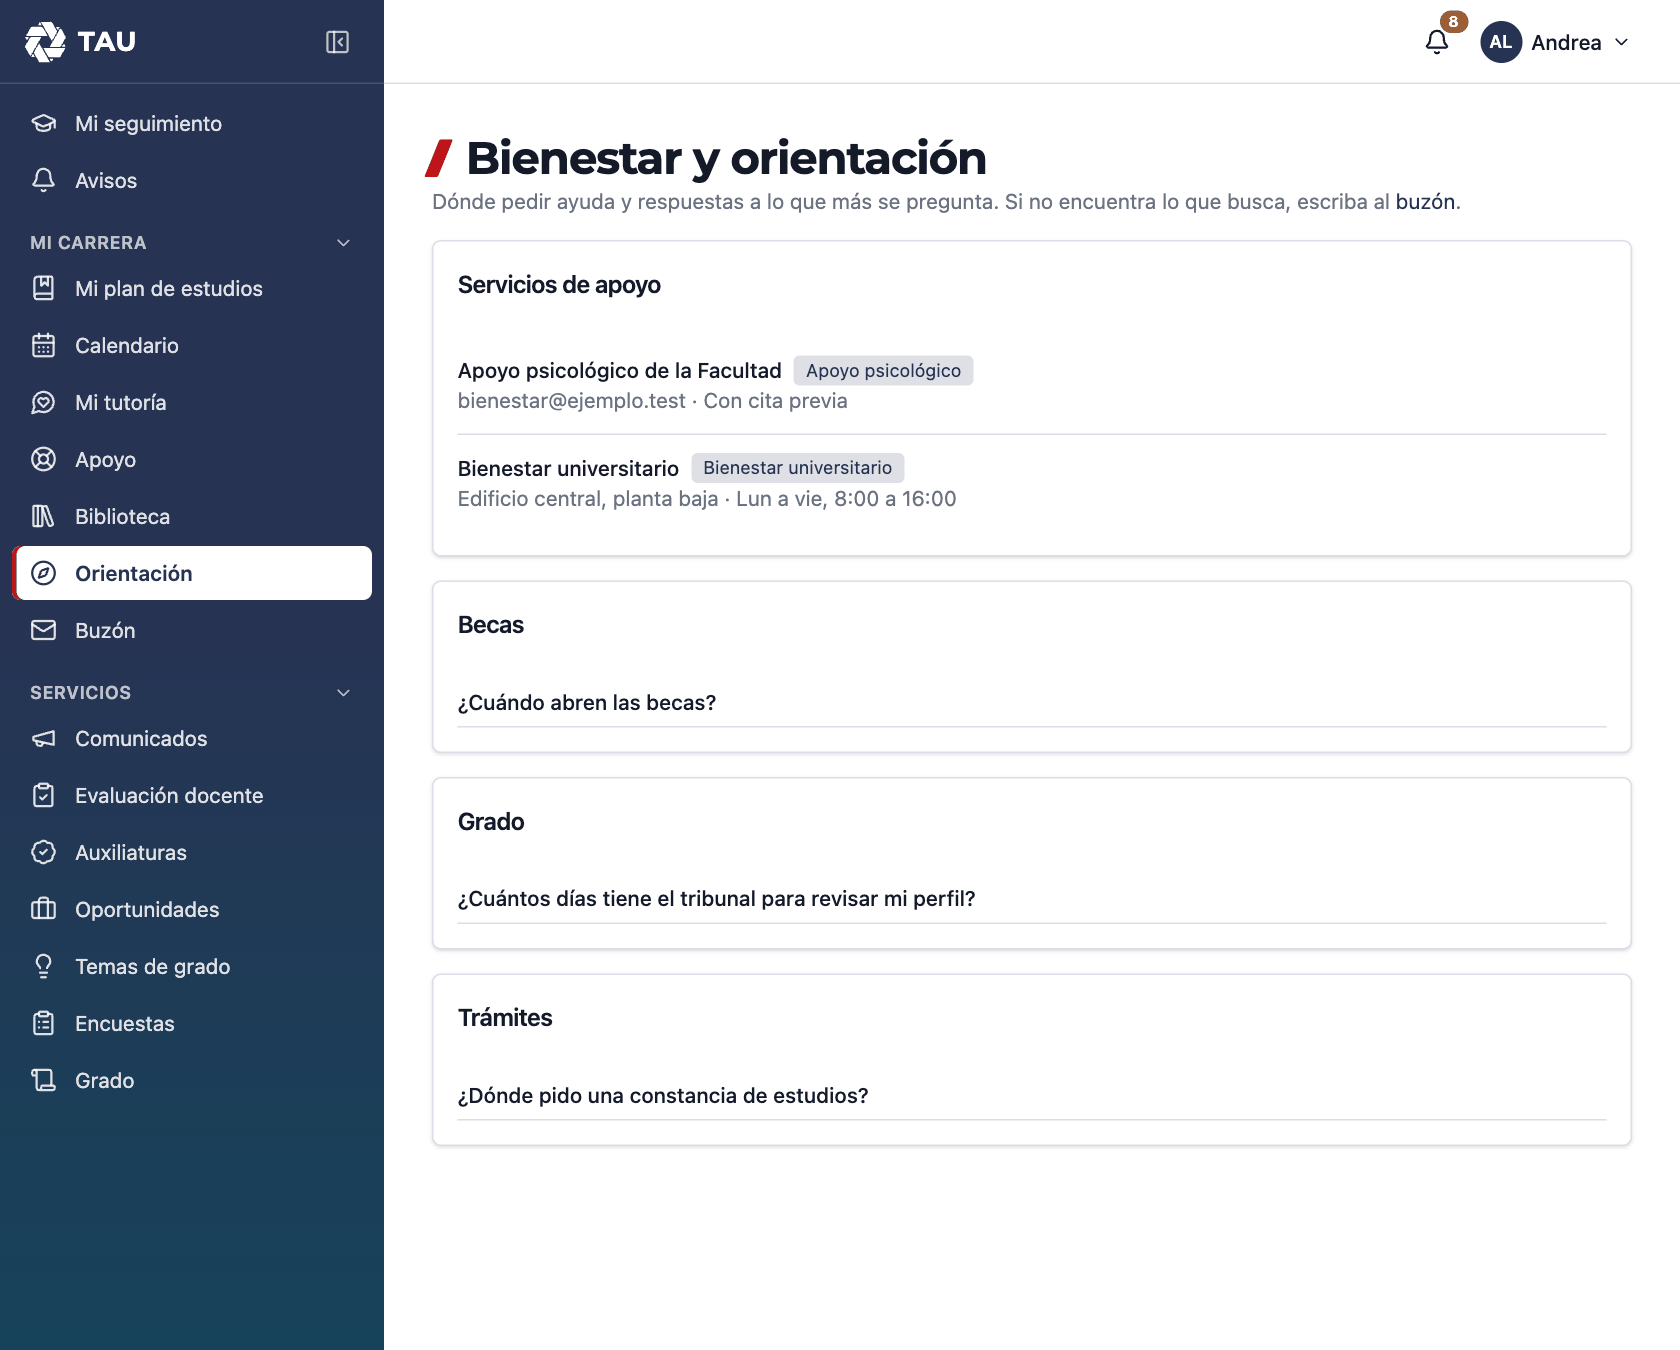 TAU
8
AL
Andrea
Mi seguimiento
Avisos
MI CARRERA
Mi plan de estudios
Calendario
Mi tutoría
Apoyo
Biblioteca
Orientación
Buzón
SERVICIOS
Comunicados
Evaluación docente
Auxiliaturas
Oportunidades
Temas de grado
Encuestas
Grado
Bienestar y orientación
Dónde pedir ayuda y respuestas a lo que más se pregunta. Si no encuentra lo que busca, escriba al buzón.
Servicios de apoyo
Apoyo psicológico de la Facultad Apoyo psicológico
bienestar@ejemplo.test · Con cita previa
Bienestar universitario Bienestar universitario
Edificio central, planta baja · Lun a vie, 8:00 a 16:00
Becas
¿Cuándo abren las becas?
Grado
¿Cuántos días tiene el tribunal para revisar mi perfil?
Trámites
¿Dónde pido una constancia de estudios?